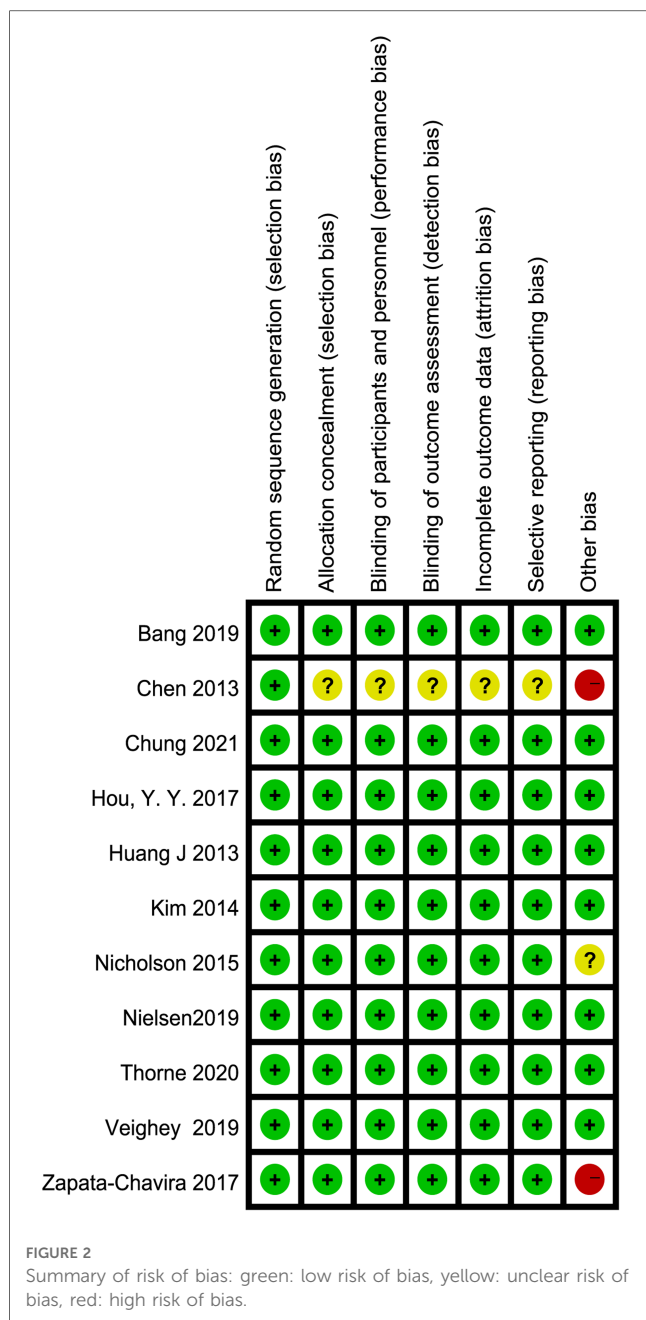 Random sequence generation (selection bias)
Allocation concealment (selection bias)
Blinding of participants and personnel (performance bias)
Blinding of outcome assessment (detection bias)
Incomplete outcome data (attrition bias)
Selective reporting (reporting bias)
Other bias
Bang 2019 + + + + + + +
Chen 2013 + ? ? ? ? ? –
Chung 2021 + + + + + + +
Hou, Y. Y. 2017 + + + + + + +
Huang J 2013 + + + + + + +
Kim 2014 + + + + + + +
Nicholson 2015 + + + + + + ?
Nielsen2019 + + + + + + +
Thorne 2020 + + + + + + +
Veighey 2019 + + + + + + +
Zapata-Chavira 2017 + + + + + + –
FIGURE 2
Summary of risk of bias: green: low risk of bias, yellow: unclear risk of
bias, red: high risk of bias.